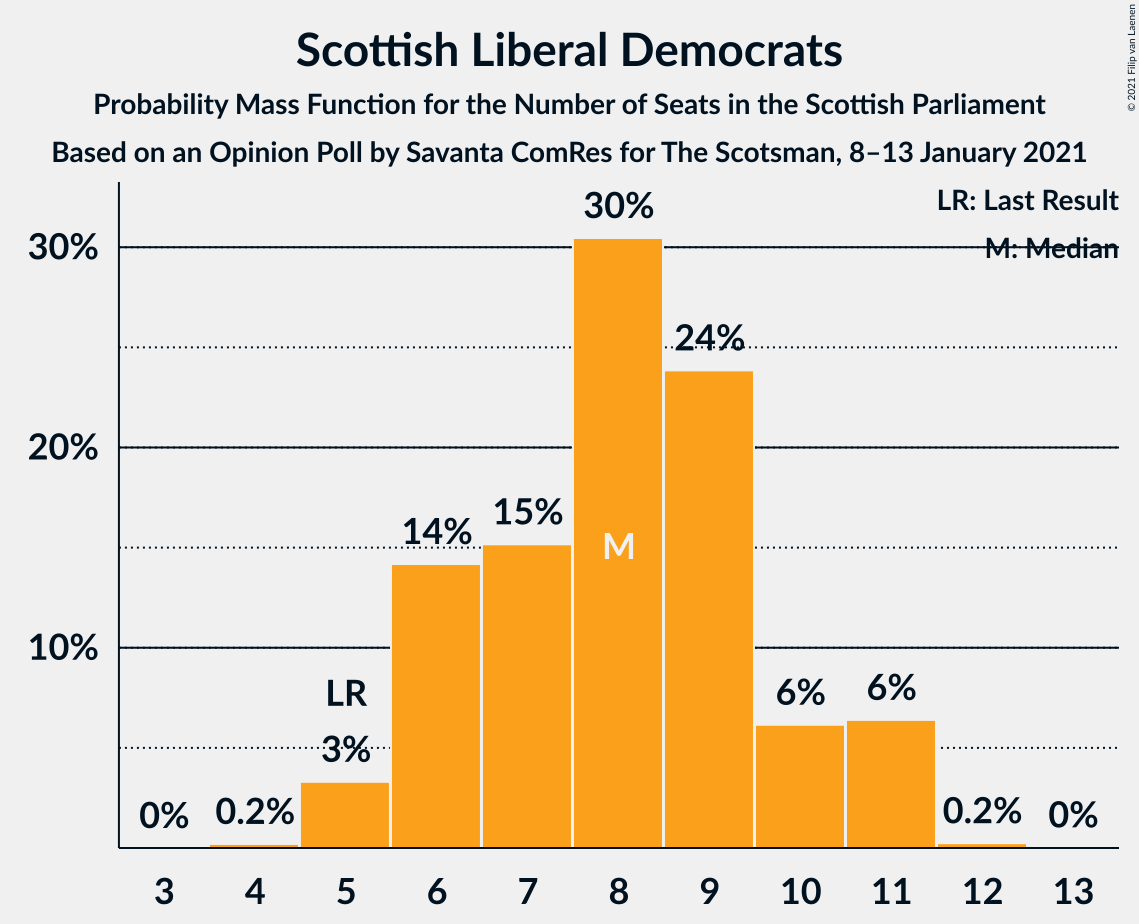 Scottish Liberal Democrats
Probability Mass Function for the Number of Seats in the Scottish Parliament
Based on an Opinion Poll by Savanta ComRes for The Scotsman, 8–13 January 2021
© 2021 Filip van Laenen
LR: Last Result
M: Median
30%
20%
10%
0%
0.2%
LR
3%
14%
15%
30%
M
24%
6%
6%
0.2%
0%
3 4 5 6 7 8 9 10 11 12 13